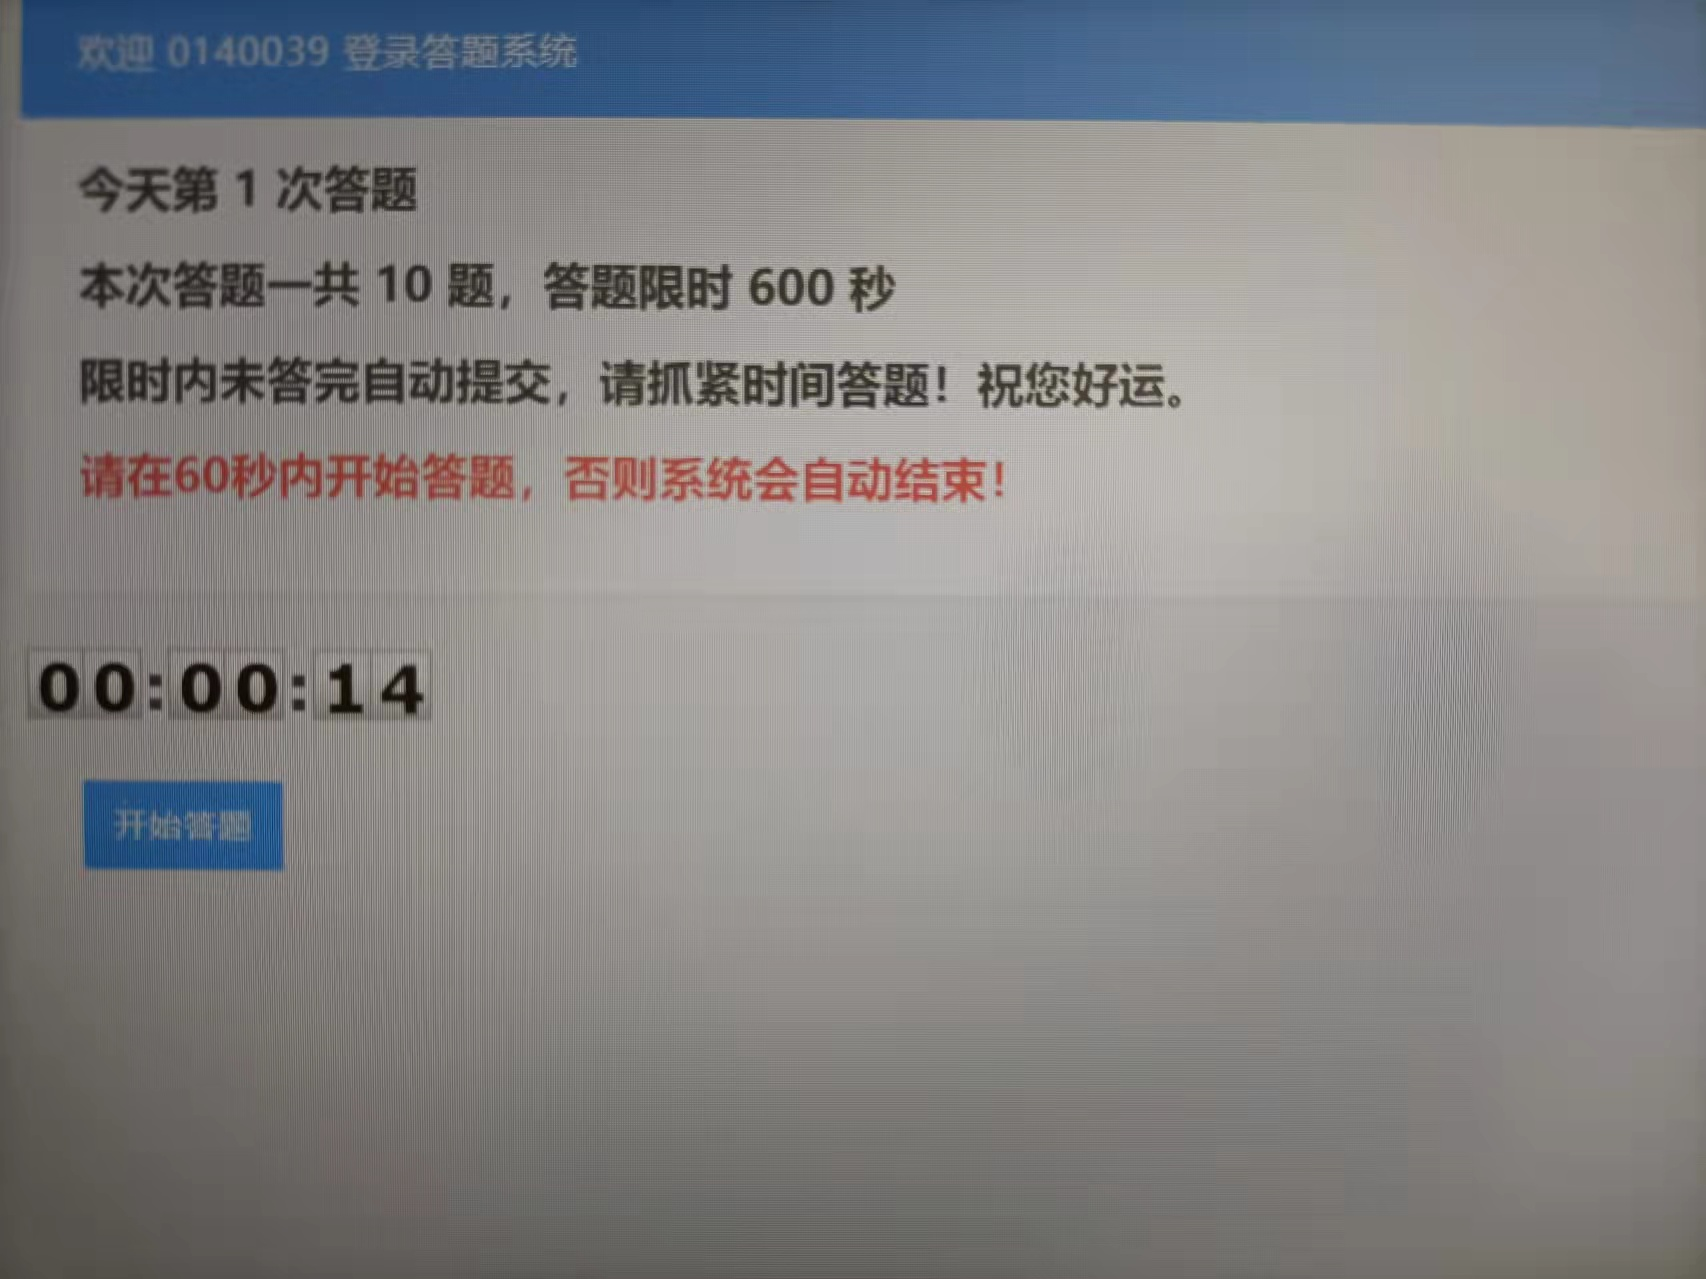 欢迎 0140039 登录答题系统
今天第 1 次答题
本次答题一共 10 题，答题限时 600 秒
限时内未答完自动提交，请抓紧时间答题！祝您好运。
请在60秒内开始答题，否则系统会自动结束！
00:00:14
开始答题